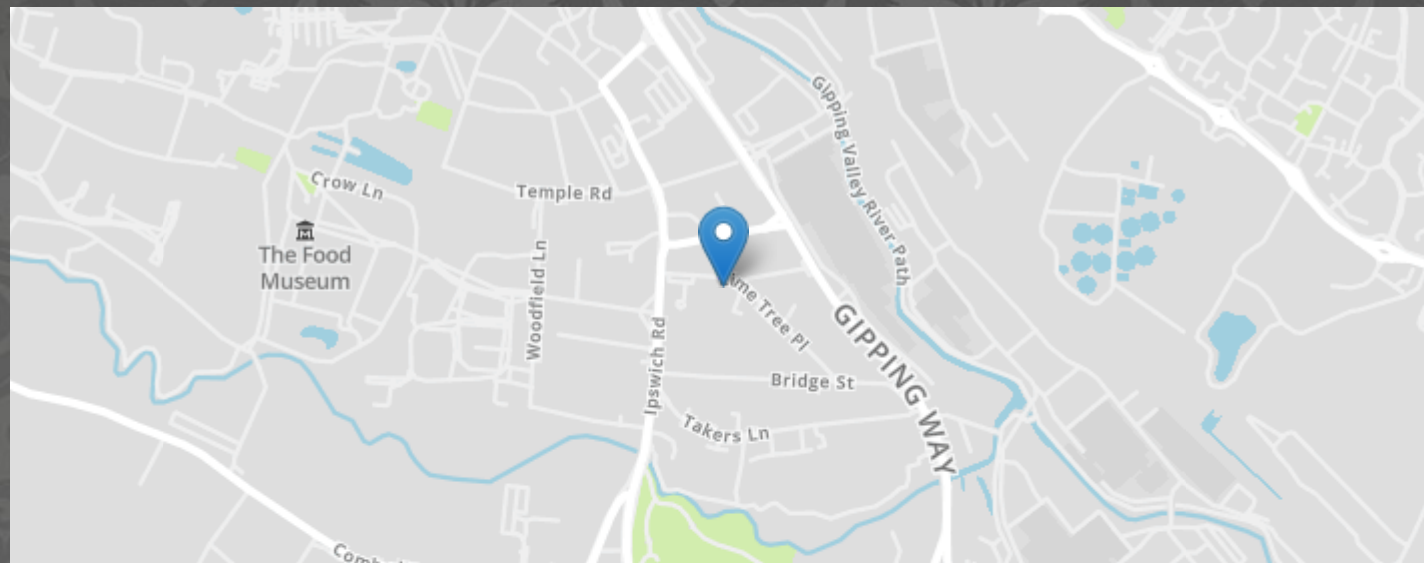 Gipping Valley River Path
Crow Ln
Temple Rd
The Food
Museum
Woodfield Ln
Tree Pl
GIPPING WAY
Ipswich Rd
Bridge St
Takers Ln